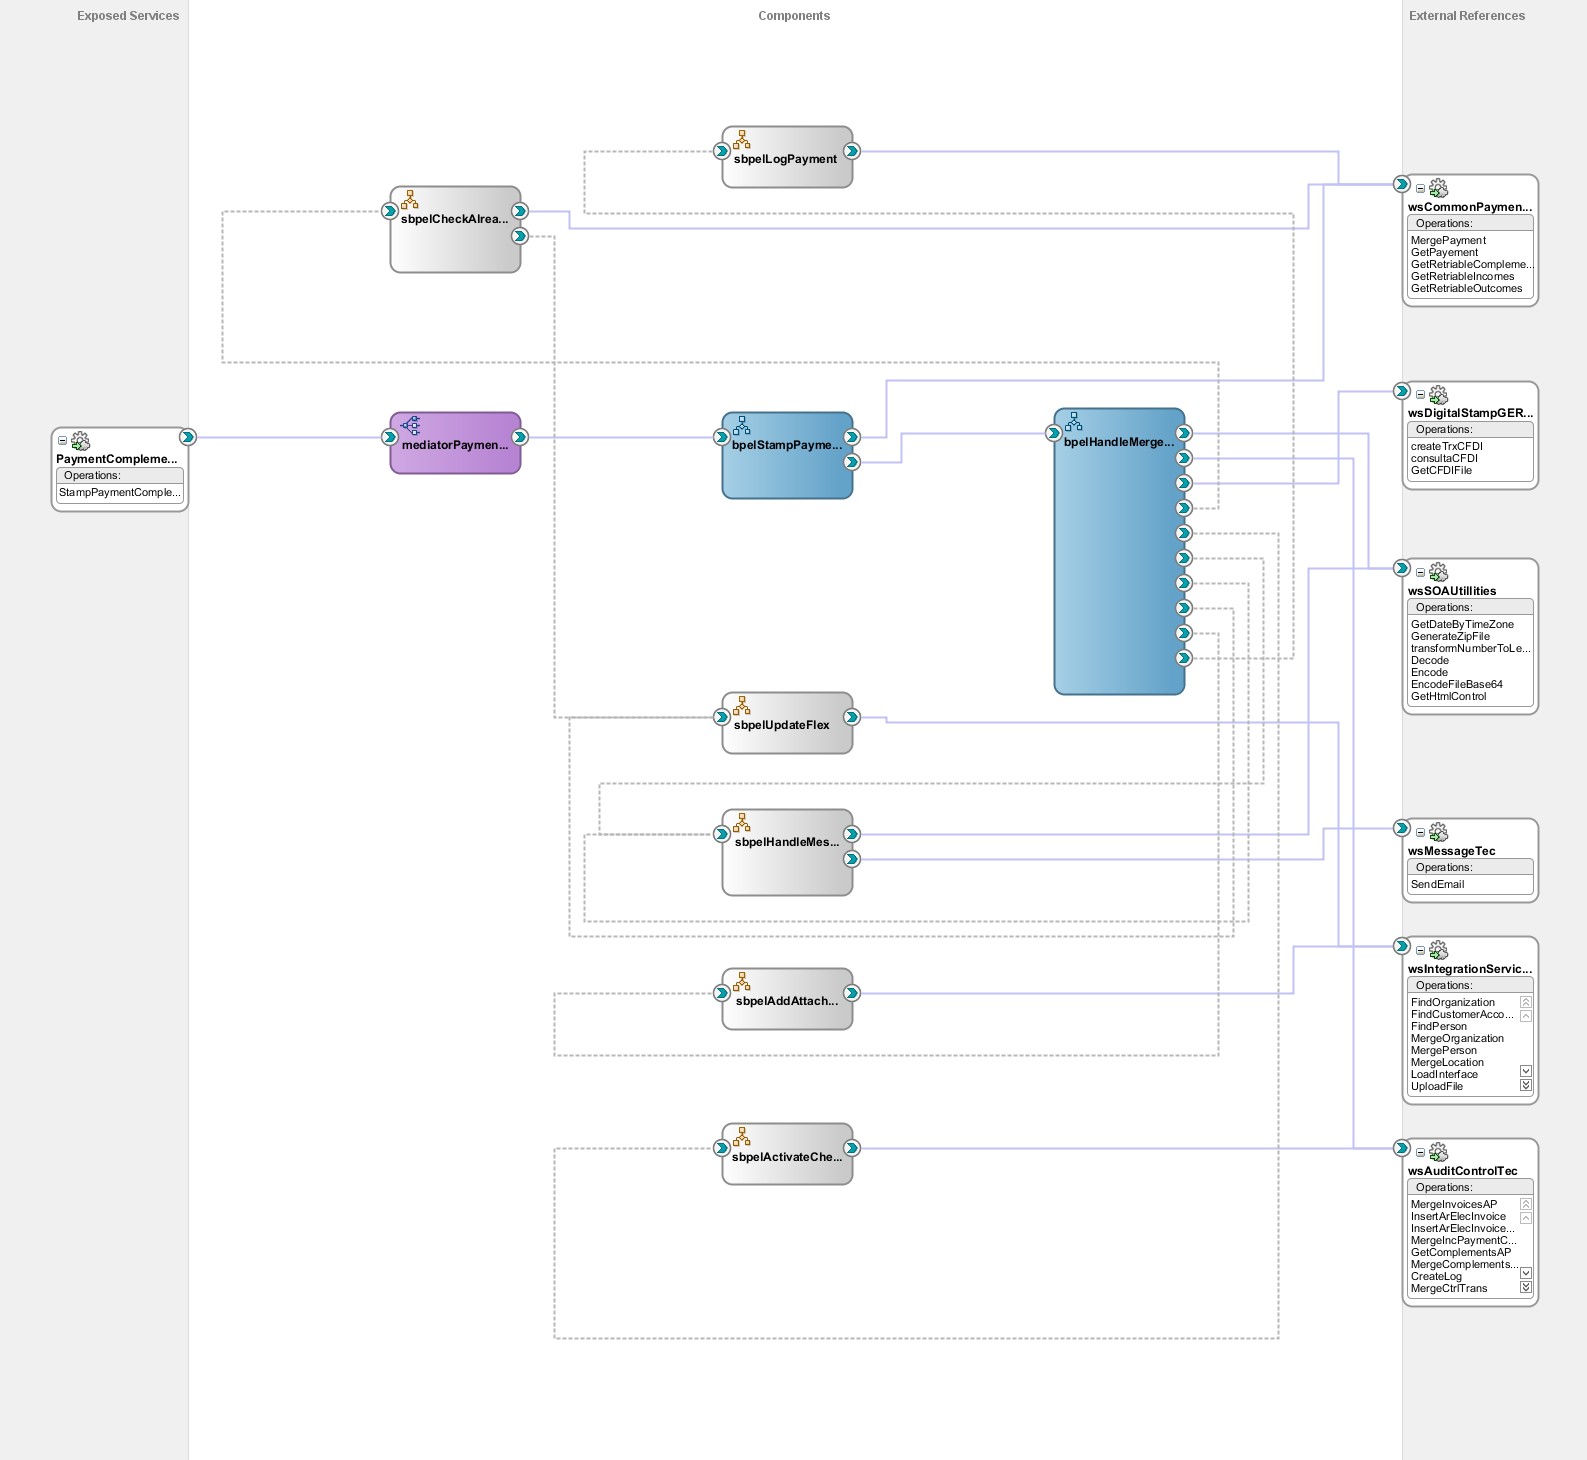 Exposed Services
Components
External References
sbpelLogPayment
sbpelCheckAlrea...
wsCommonPaymen...
Operations:
MergePayment
GetPayement
GetRetriableCompleme...
GetRetriableIncomes
GetRetriableOutcomes
PaymentCompleme...
Operations:
StampPaymentComple...
mediatorPaymen...
bpelStampPayme...
bpelHandleMerge...
wsDigitalStampGER...
Operations:
createTrxCFDI
consultaCFDI
GetCFDIFile
wsSOAUtillities
Operations:
GetDateByTimeZone
GenerateZipFile
transformNumberToLe...
Decode
Encode
EncodeFileBase64
GetHtmlControl
sbpelUpdateFlex
sbpelHandleMes...
wsMessageTec
Operations:
SendEmail
sbpelAddAttach...
wsIntegrationServic...
Operations:
FindOrganization
FindCustomerAcco...
FindPerson
MergeOrganization
MergePerson
MergeLocation
LoadInterface
UploadFile
sbpelActivateChe...
wsAuditControlTec
Operations:
MergeInvoicesAP
InsertArElecInvoice
InsertArElecInvoice...
MergeIncPaymentC...
GetComplementsAP
MergeComplements...
CreateLog
MergeCtrlTrans